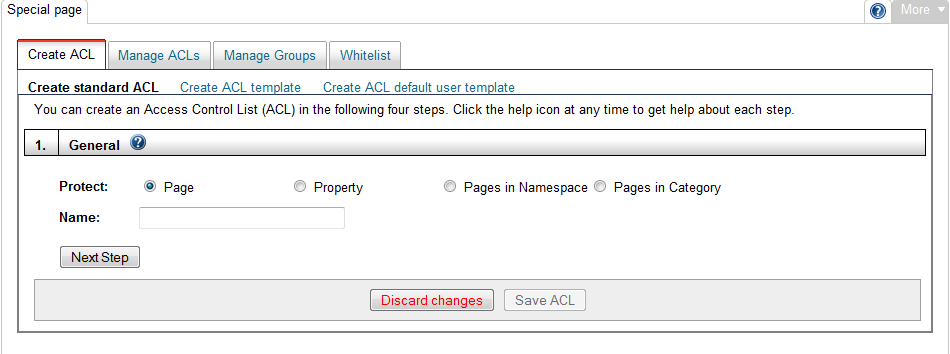 Special page
? More
Create ACL Manage ACLs Manage Groups Whitelist
Create standard ACL Create ACL template Create ACL default user template
You can create an Access Control List (ACL) in the following four steps. Click the help icon at any time to get help about each step.
1. General ?
Protect: Page Property Pages in Namespace Pages in Category
Name:
Next Step
Discard changes Save ACL